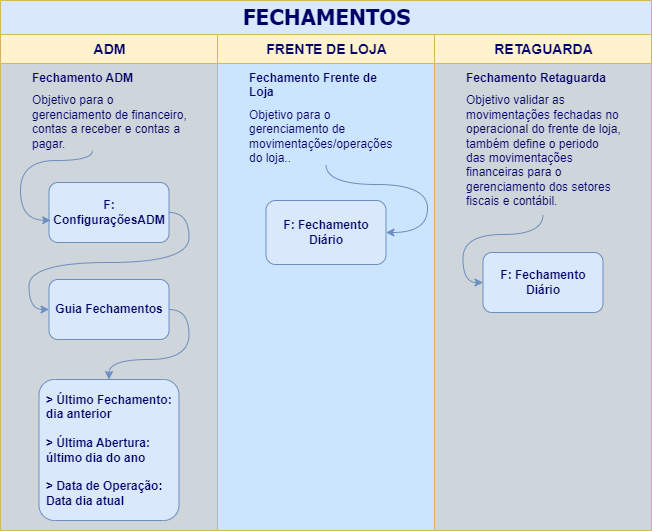 FECHAMENTOS
ADM
FRENTE DE LOJA
RETAGUARDA
Fechamento ADM
Objetivo para o
gerenciamento de financeiro,
contas a receber e contas a
pagar.
F:
ConfiguraçõesADM
Guia Fechamentos
> Último Fechamento:
dia anterior
> Última Abertura:
último dia do ano
> Data de Operação:
Data dia atual
Fechamento Frente de
Loja
Objetivo para o
gerenciamento de
movimentações/operações
do loja..
F: Fechamento
Diário
Fechamento Retaguarda
Objetivo validar as
movimentações fechadas no
operacional do frente de loja,
também define o periodo
das movimentações
financeiras para o
gerenciamento dos setores
fiscais e contábil.
F: Fechamento
Diário